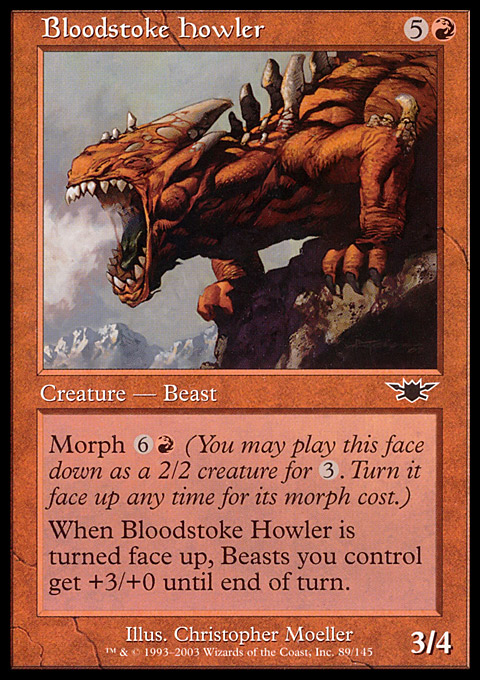 Bloodstoke Howler 5
Creature — Beast
Morph 6 (You may play this face
down as a 2/2 creature for 3. Turn it
face up any time for its morph cost.)
When Bloodstoke Howler is
turned face up, Beasts you control
get +3/+0 until end of turn.
Illus. Christopher Moeller
3/4
™ & © 1993-2003 Wizards of the Coast, Inc. 89/145